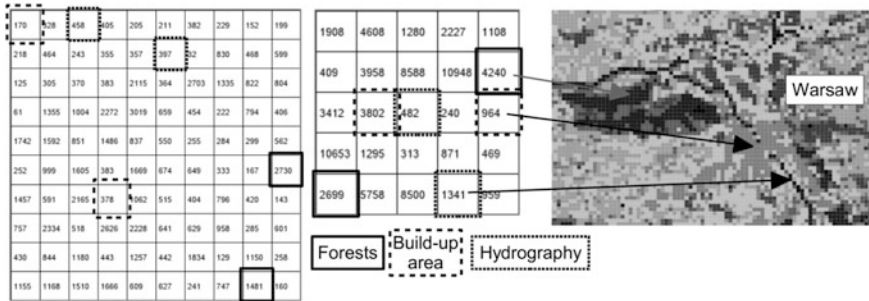 170 528 458 405 205 211 382 229 152 199
218 464 243 355 357 397 32 830 468 599
125 305 370 383 2115 364 2703 1335 822 804
61 1355 1004 2272 3019 659 454 222 794 406
1742 1592 851 1486 837 550 255 284 299 562
252 999 1605 383 1669 674 649 333 167 2730
1457 591 2165 378 1062 515 404 796 420 143
757 2334 518 2626 2228 641 629 958 285 601
430 844 1180 443 1257 442 1834 129 1150 258
1155 1168 1510 1666 609 627 241 747 1481 160
1908 4608 1280 2227 1108
409 3958 8588 10948 4240
3412 3802 482 240 964
10653 1295 313 871 469
2699 5758 8500 1341 959
Warsaw
Forests
Build-up
area
Hydrography